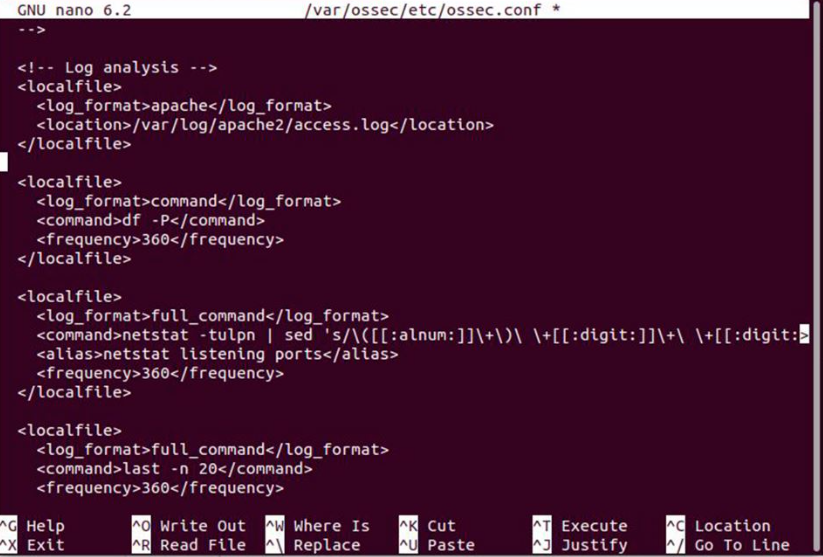 GNU nano 6.2 /var/ossec/etc/ossec.conf *
-->
<!-- Log analysis -->
<localfile>
<log_format>apache</log_format>
<location>/var/log/apache2/access.log</location>
</localfile>
<localfile>
<log_format>command</log_format>
<command>df -P</command>
<frequency>360</frequency>
</localfile>
<localfile>
<log_format>full_command</log_format>
<command>netstat -tulpn | sed 's/\([[:alnum:]]\+\)\ \+[[:digit:]]\+\ \+[[:digit:>
<alias>netstat listening ports</alias>
<frequency>360</frequency>
</localfile>
<localfile>
<log_format>full_command</log_format>
<command>last -n 20</command>
<frequency>360</frequency>
^G Help ^O Write Out ^W Where Is ^K Cut ^T Execute ^C Location
^X Exit ^R Read File ^\ Replace ^U Paste ^J Justify ^/ Go To Line